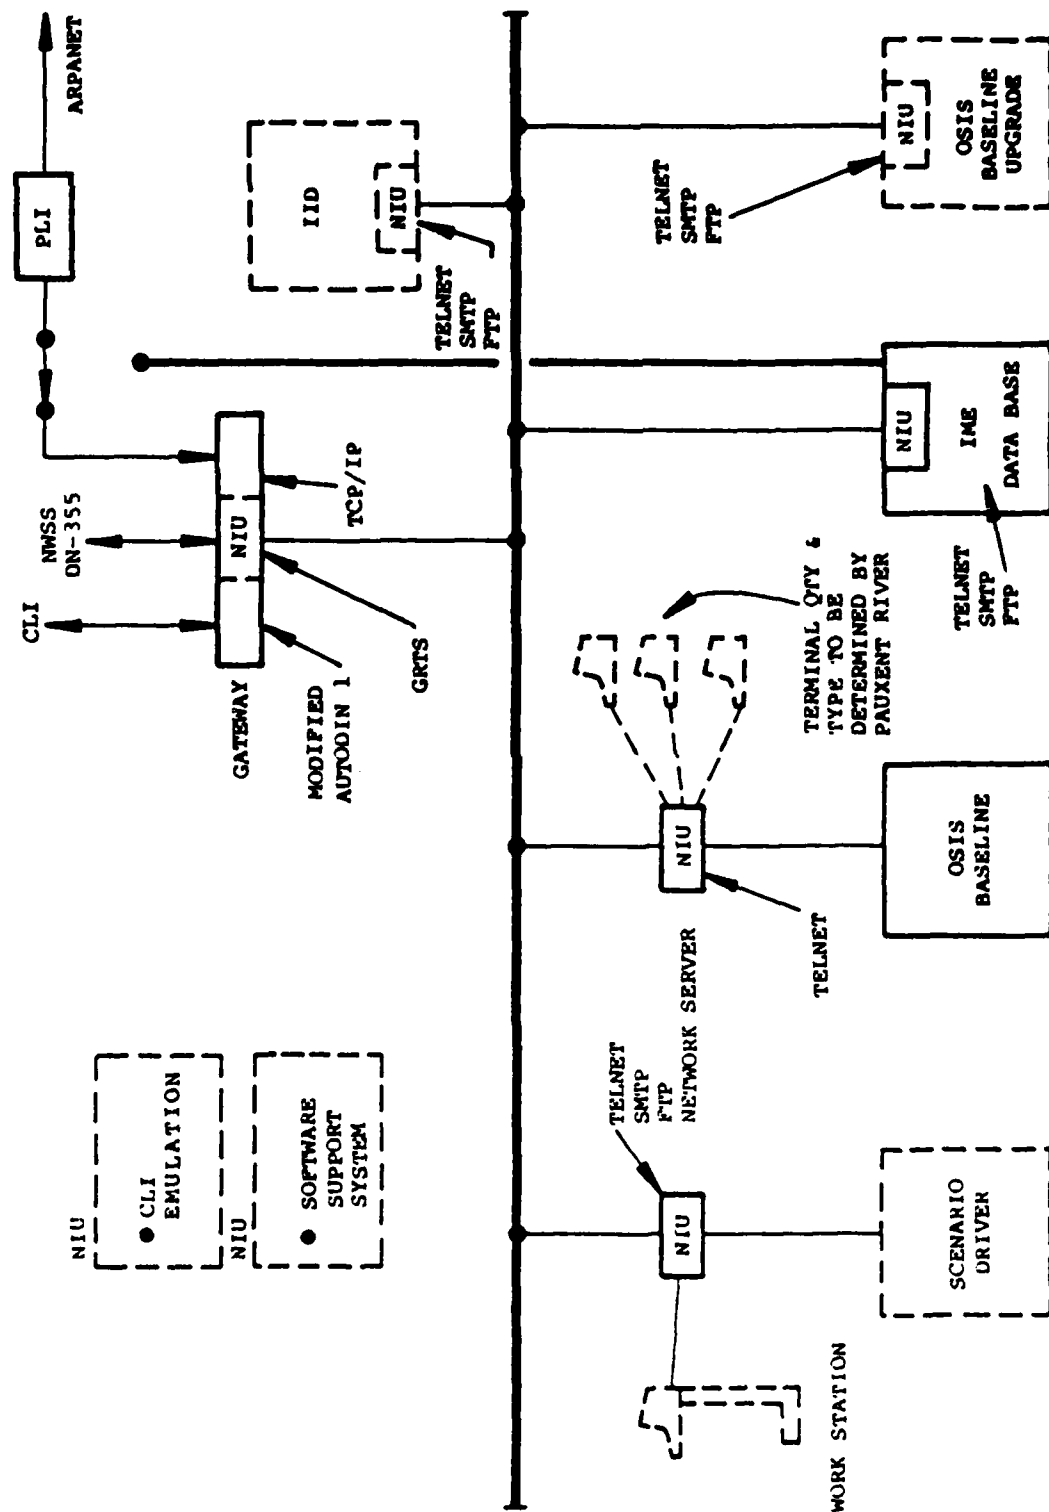 ARPANET
PLI
NWSS
ON-355
CLI
NIU
TCP/IP
GRTS
GATEWAY
MODIFIED
AUTODIN 1
IID
NIU
TELNET
SMTP
FTP
NIU
CLI
EMULATION
NIU
SOFTWARE
SUPPORT
SYSTEM
WORK STATION
NIU
TELNET
SMTP
FTP
SCENARIO
DRIVER
NETWORK SERVER
NIU
TELNET
OSIS
BASELINE
TERMINAL QTY &
TYPE TO BE
DETERMINED BY
PAUXENT RIVER
NIU
IME
DATA BASE
TELNET
SMTP
FTP
NIU
OSIS
BASELINE
UPGRADE
TELNET
SMTP
FTP